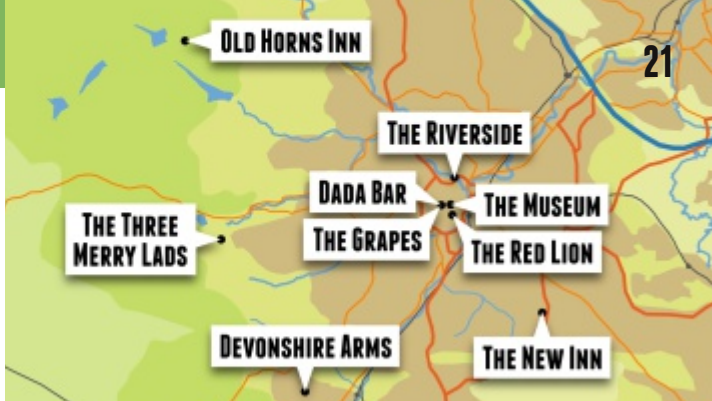 OLD HORNS INN
21
THE RIVERSIDE
DADA BAR
THE MUSEUM
THE THREE
MERRY LADS
THE GRAPES
THE RED LION
DEVONSHIRE ARMS
THE NEW INN